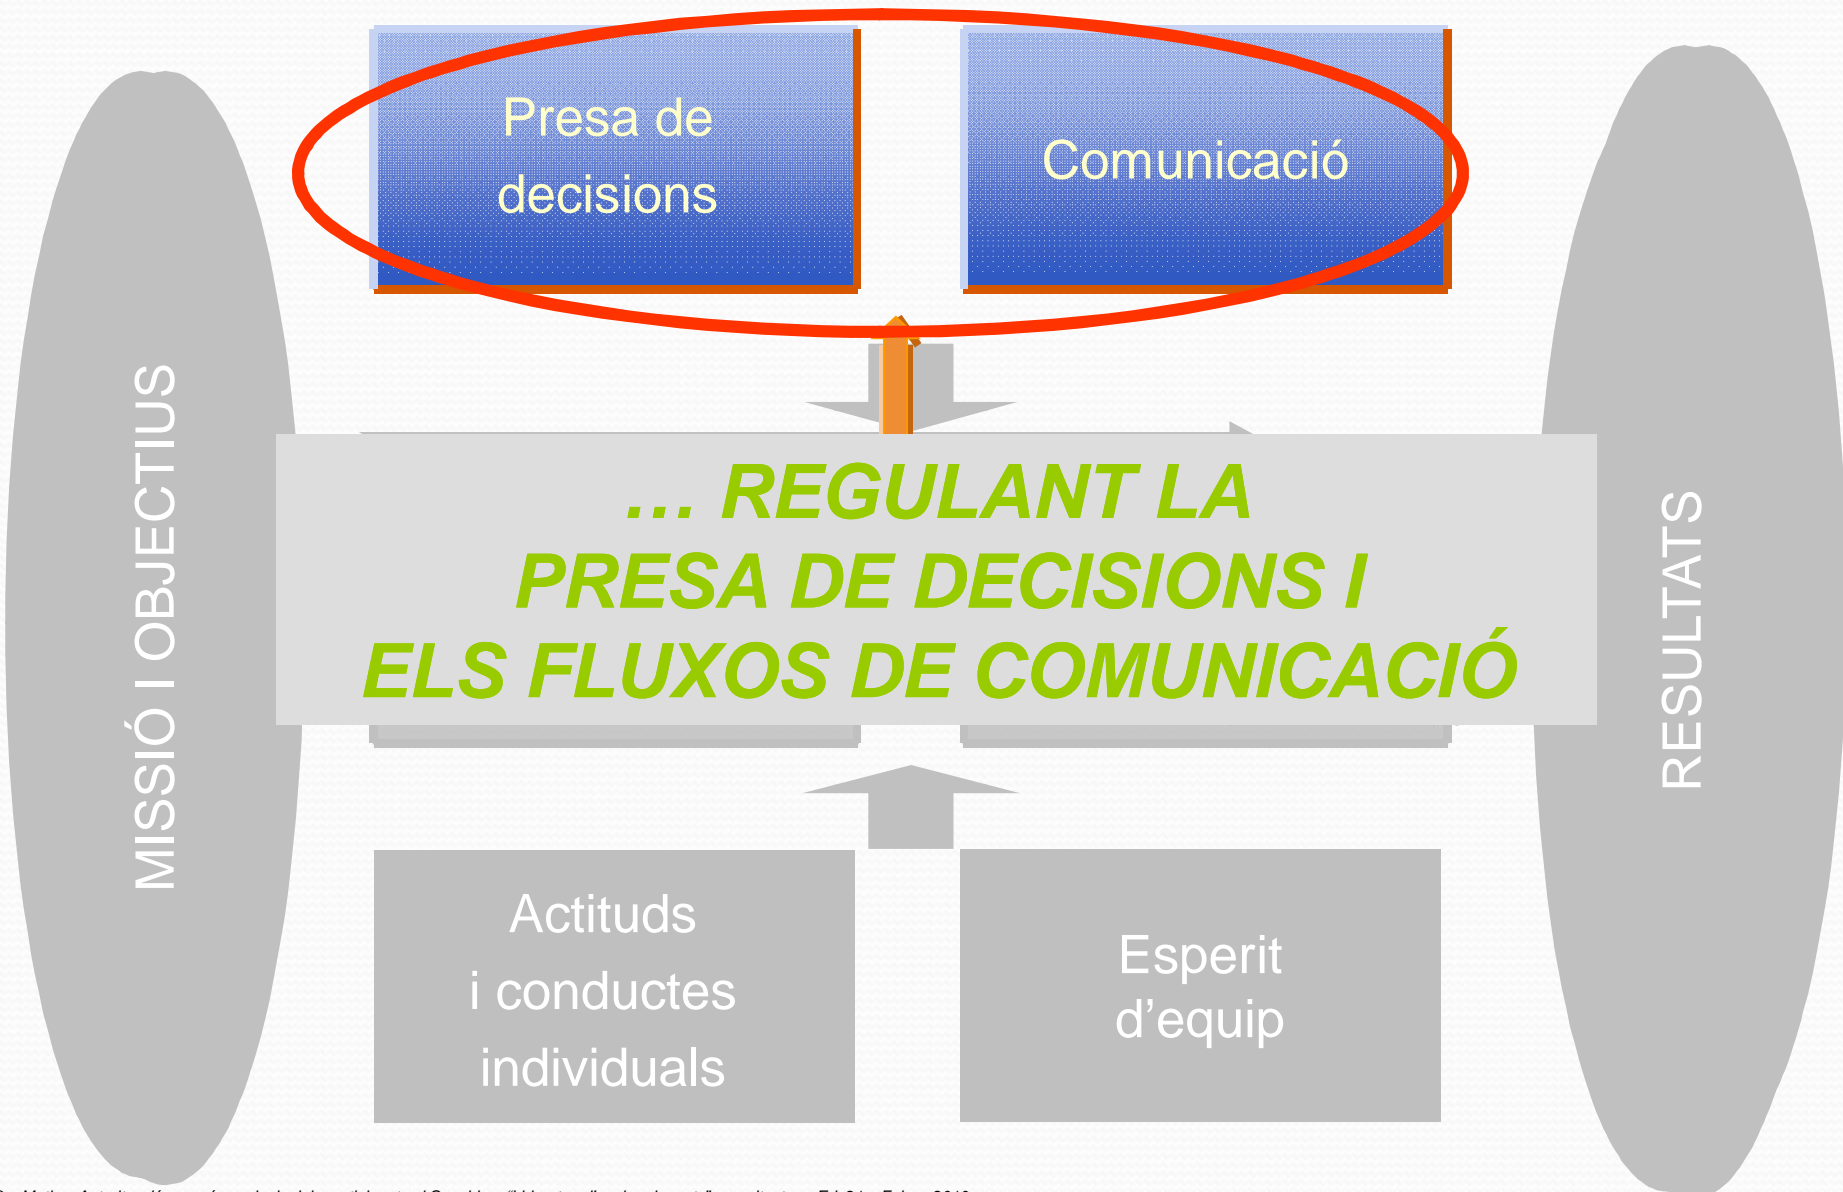 Presa de
decisions
Comunicació
MISSIÓ I OBJECTIUS
… REGULANT LA
PRESA DE DECISIONS I
ELS FLUXOS DE COMUNICACIÓ
RESULTATS
Actituds
i conductes
individuals
Esperit
d’equip